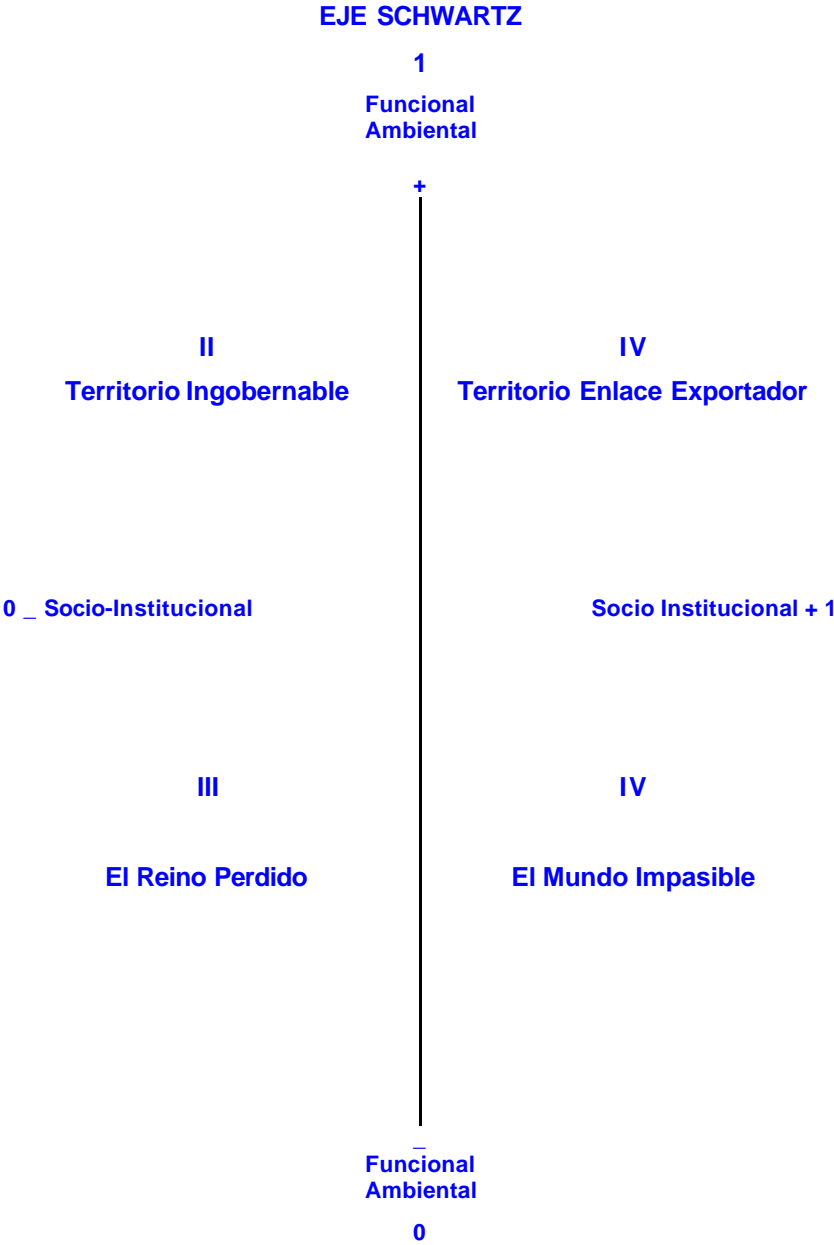 EJE SCHWARTZ
1
Funcional
Ambiental
+
II
IV
Territorio Ingobernable
Territorio Enlace Exportador
0 _ Socio-Institucional
Socio Institucional + 1
III
IV
El Reino Perdido
El Mundo Impasible
_
Funcional
Ambiental
0